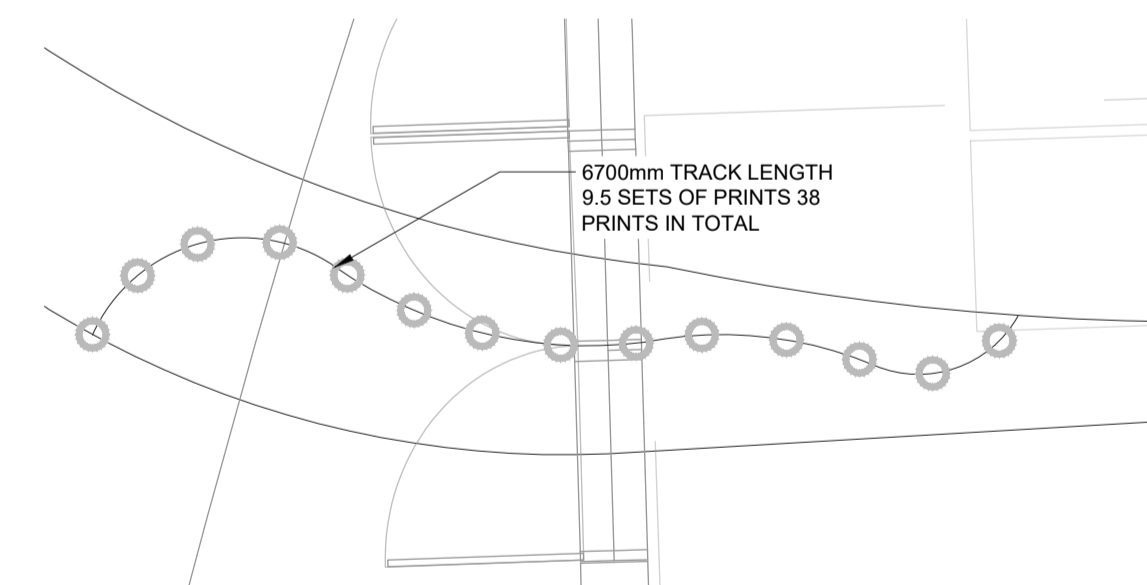 6700mm TRACK LENGTH
9.5 SETS OF PRINTS 38
PRINTS IN TOTAL